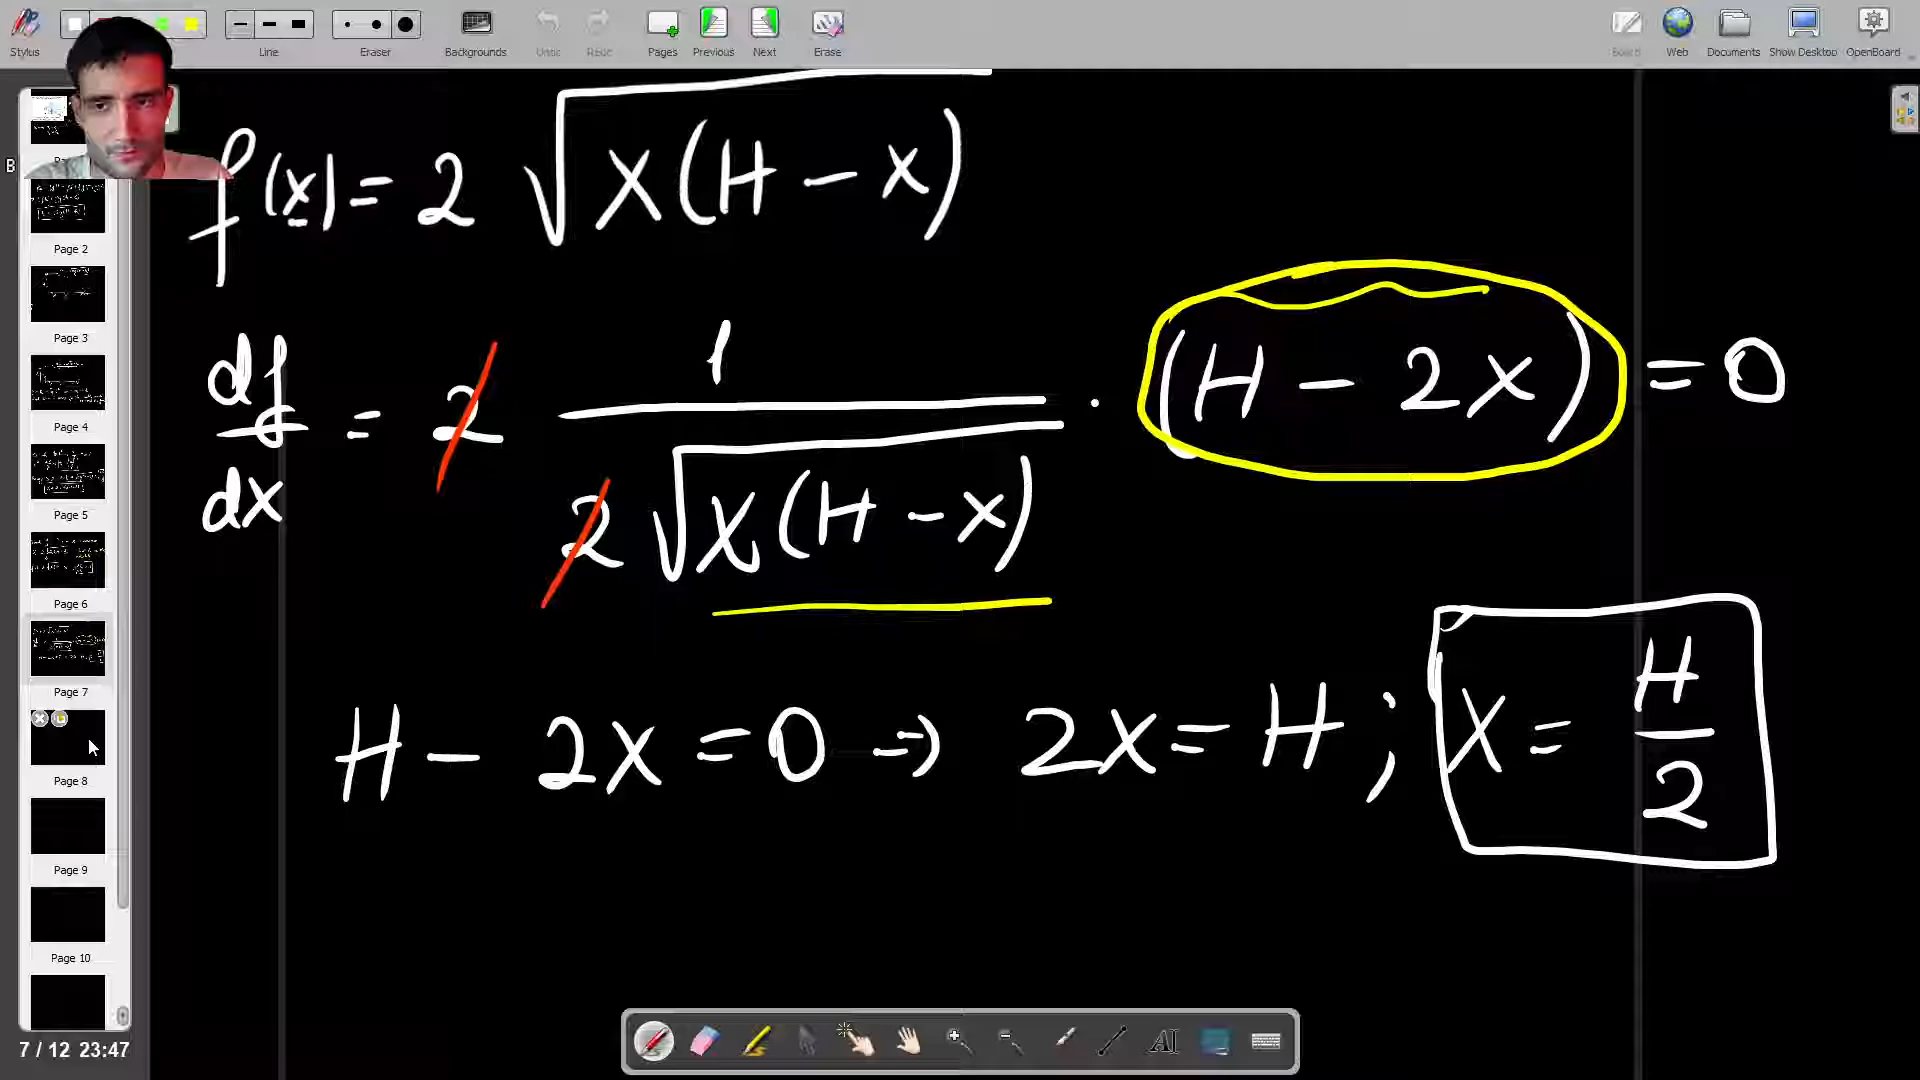 Stylus Line Eraser Backgrounds Undo Redo Pages Previous Next Erase Board Web Documents Show Desktop OpenBoard
B
f(x) = 2 √x(H - x)
df/dx = 2 1/2√x(H - x) · (H - 2x) = 0
H - 2x = 0 ⇒ 2x = H ; x = H/2
Page 2
Page 3
Page 4
Page 5
Page 6
Page 7
Page 8
Page 9
Page 10
7 / 12 23:47
AI